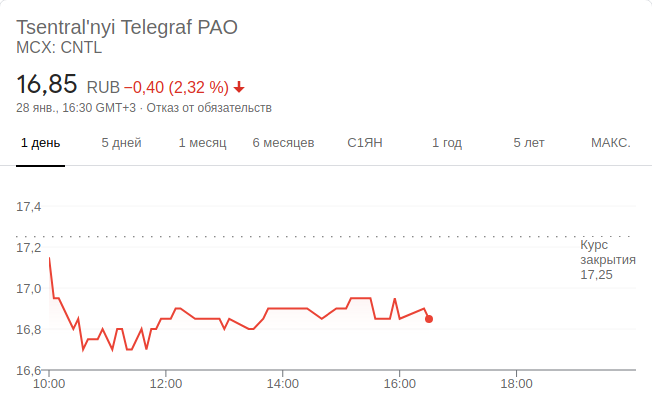 Tsentral'nyi Telegraf PAO
MCX: CNTL
16,85 RUB −0,40 (2,32 %)
28 янв., 16:30 GMT+3 · Отказ от обязательств
1 день 5 дней 1 месяц 6 месяцев С1ЯН 1 год 5 лет МАКС.
17,4
17,2
17,0
16,8
16,6
Курс
закрытия
17,25
10:00 12:00 14:00 16:00 18:00